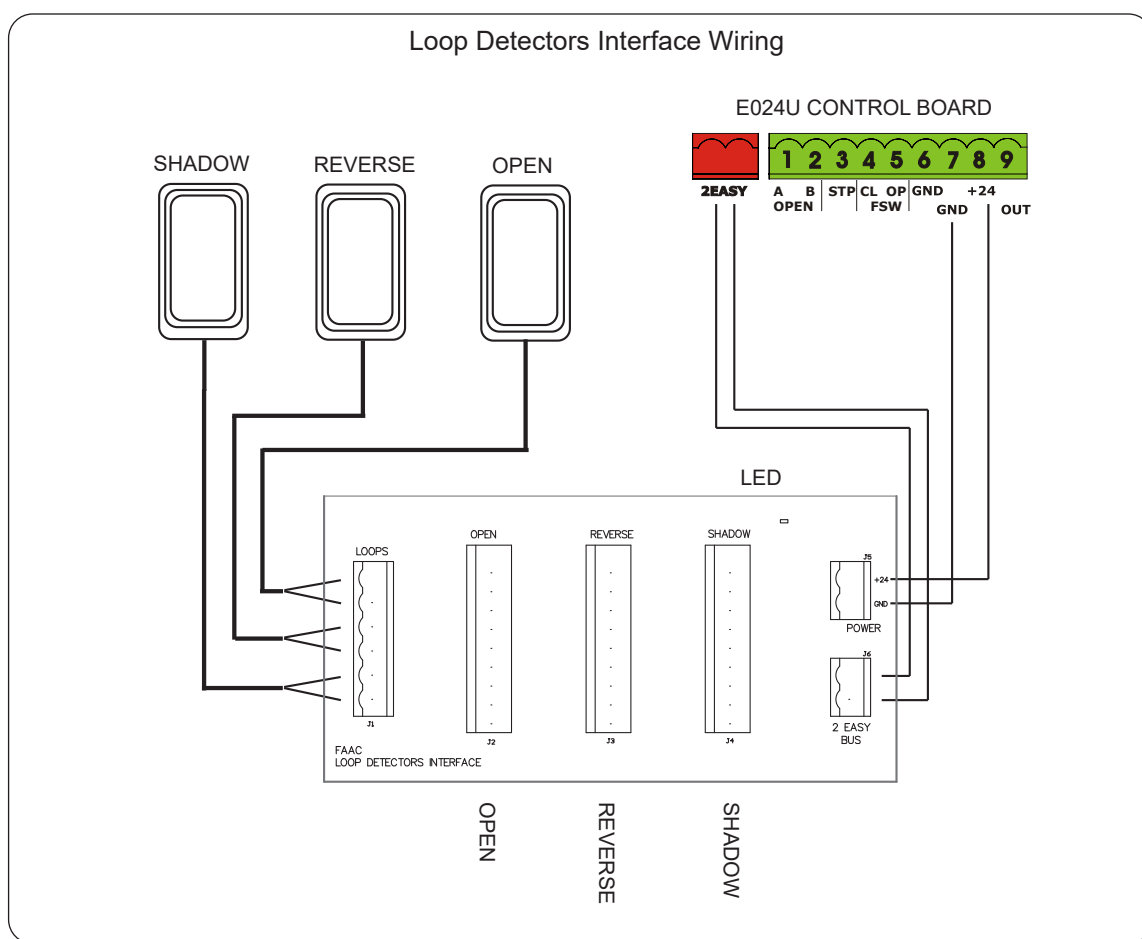 Loop Detectors Interface Wiring
E024U CONTROL BOARD
SHADOW
REVERSE
OPEN
1 2 3 4 5 6 7 8 9
2EASY
A B STP CL OP GND +24
OPEN FSW GND OUT
LED
LOOPS
OPEN
REVERSE
SHADOW
J5
+24
GND
POWER
J6
2 EASY
BUS
J1
J2
J3
J4
FAAC
LOOP DETECTORS INTERFACE
OPEN
REVERSE
SHADOW